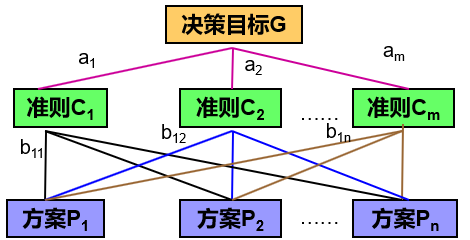 决策目标G
a1 a2 am
准则C1 准则C2 …… 准则Cm
b11 b12 b1n
方案P1 方案P2 …… 方案Pn